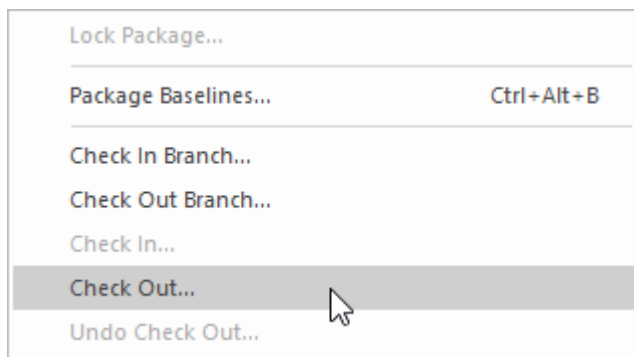 Lock Package...
Package Baselines... Ctrl+Alt+B
Check In Branch...
Check Out Branch...
Check In...
Check Out...
Undo Check Out...